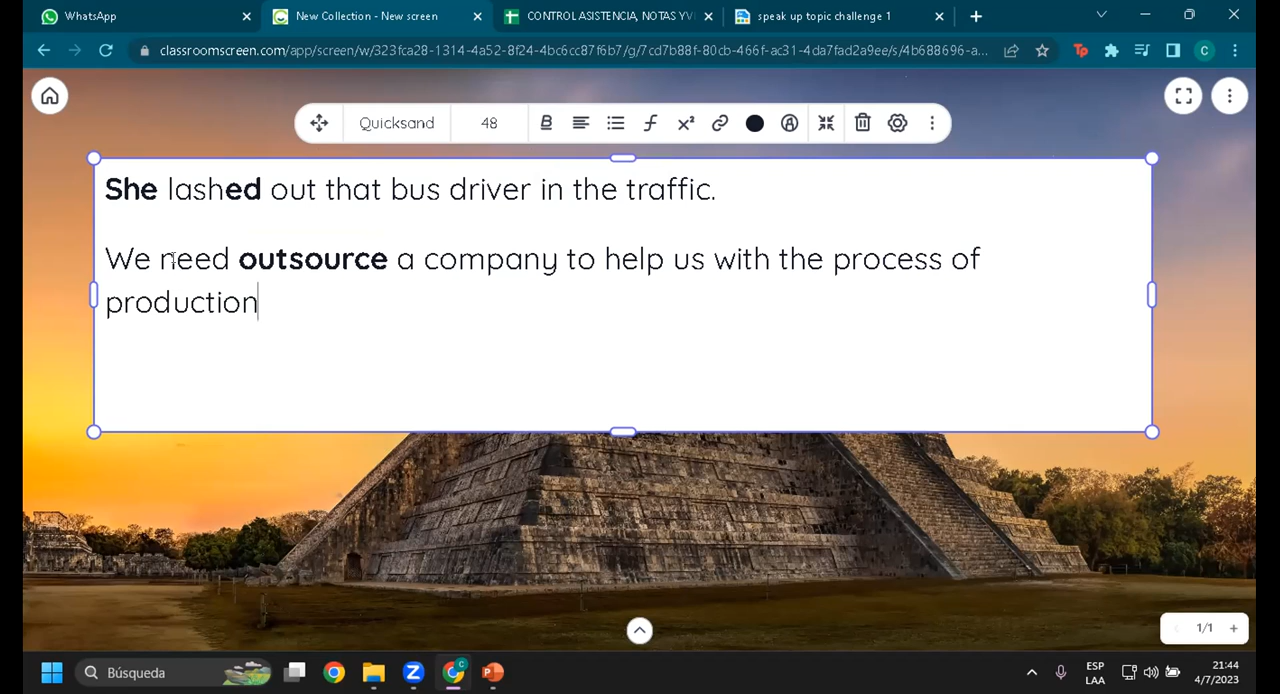 WhatsApp
New Collection - New screen
CONTROL ASISTENCIA, NOTAS YVI
speak up topic challenge 1
classroomscreen.com/app/screen/w/323fca28-1314-4a52-8f24-4bc6cc87f6b7/g/7cd7b88f-80cb-466f-ac31-4da7fad2a9ee/s/4b688696-a...
Tp
C
Quicksand
48
B
She lashed out that bus driver in the traffic.
We need outsource a company to help us with the process of
production
1/1
Búsqueda
ESP
LAA
21:44
4/7/2023